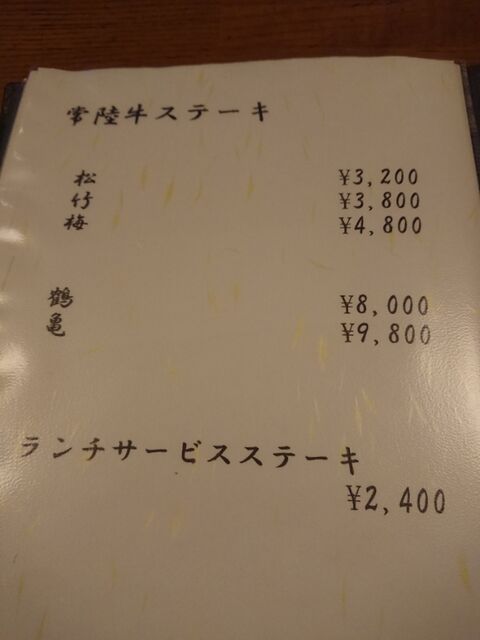 常陸牛ステーキ
松 ¥3,200
竹 ¥3,800
梅 ¥4,800
鶴 ¥8,000
亀 ¥9,800
ランチサービスステーキ
¥2,400